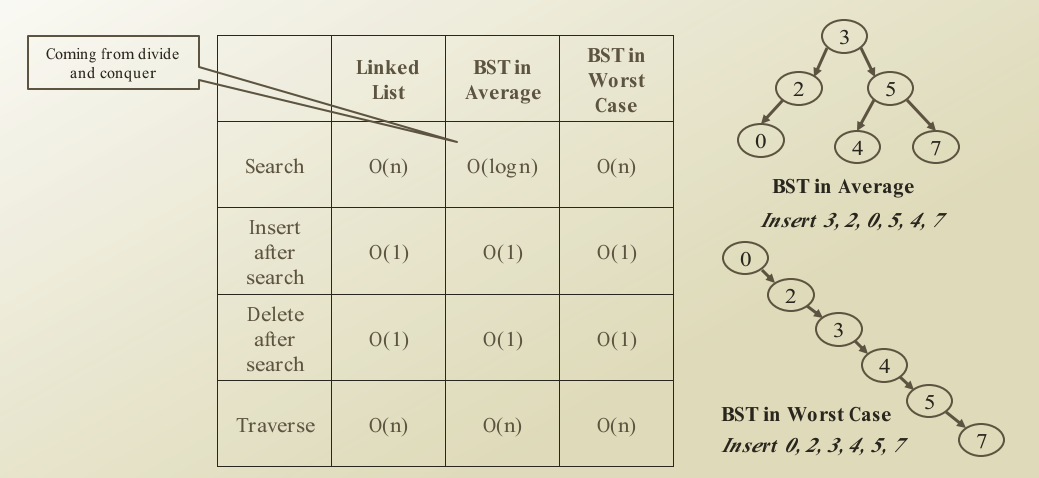 Coming from divide
and conquer
Linked
List
BST in
Average
BST in
Worst
Case
Search
O(n)
O(log n)
O(n)
Insert
after
search
O(1)
O(1)
O(1)
Delete
after
search
O(1)
O(1)
O(1)
Traverse
O(n)
O(n)
O(n)
3
2
5
0
4
7
BST in Average
Insert 3, 2, 0, 5, 4, 7
0
2
3
4
5
7
BST in Worst Case
Insert 0, 2, 3, 4, 5, 7